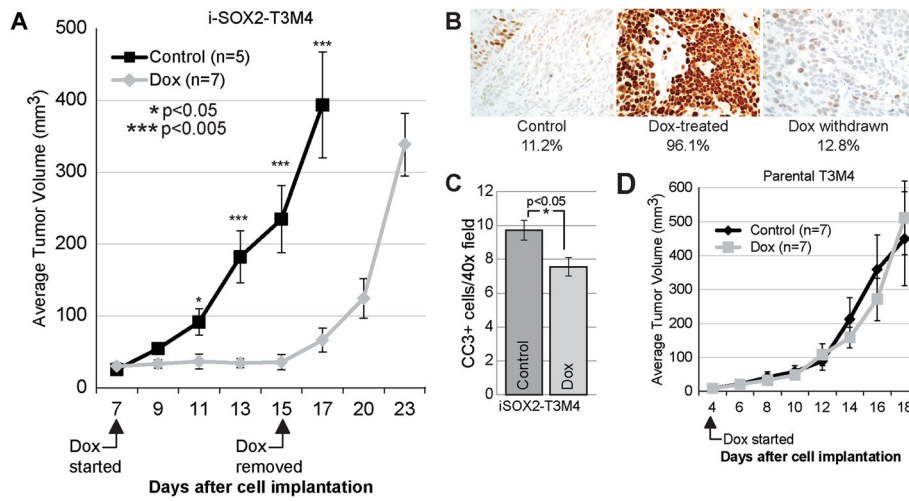 A
i-SOX2-T3M4
Control (n=5)
Dox (n=7)
* p<0.05
*** p<0.005
Average Tumor Volume (mm³)
500
400
300
200
100
0
*
***
***
***
7 9 11 13 15 17 20 23
Dox started
Dox removed
Days after cell implantation
B
Control
11.2%
Dox-treated
96.1%
Dox withdrawn
12.8%
C
CC3+ cells/40x field
12
10
8
6
4
2
0
p<0.05
*
Control
Dox
iSOX2-T3M4
D
Parental T3M4
Control (n=7)
Dox (n=7)
Average Tumor Volume (mm³)
600
500
400
300
200
100
0
4 6 8 10 12 14 16 18
Dox started
Days after cell implantation